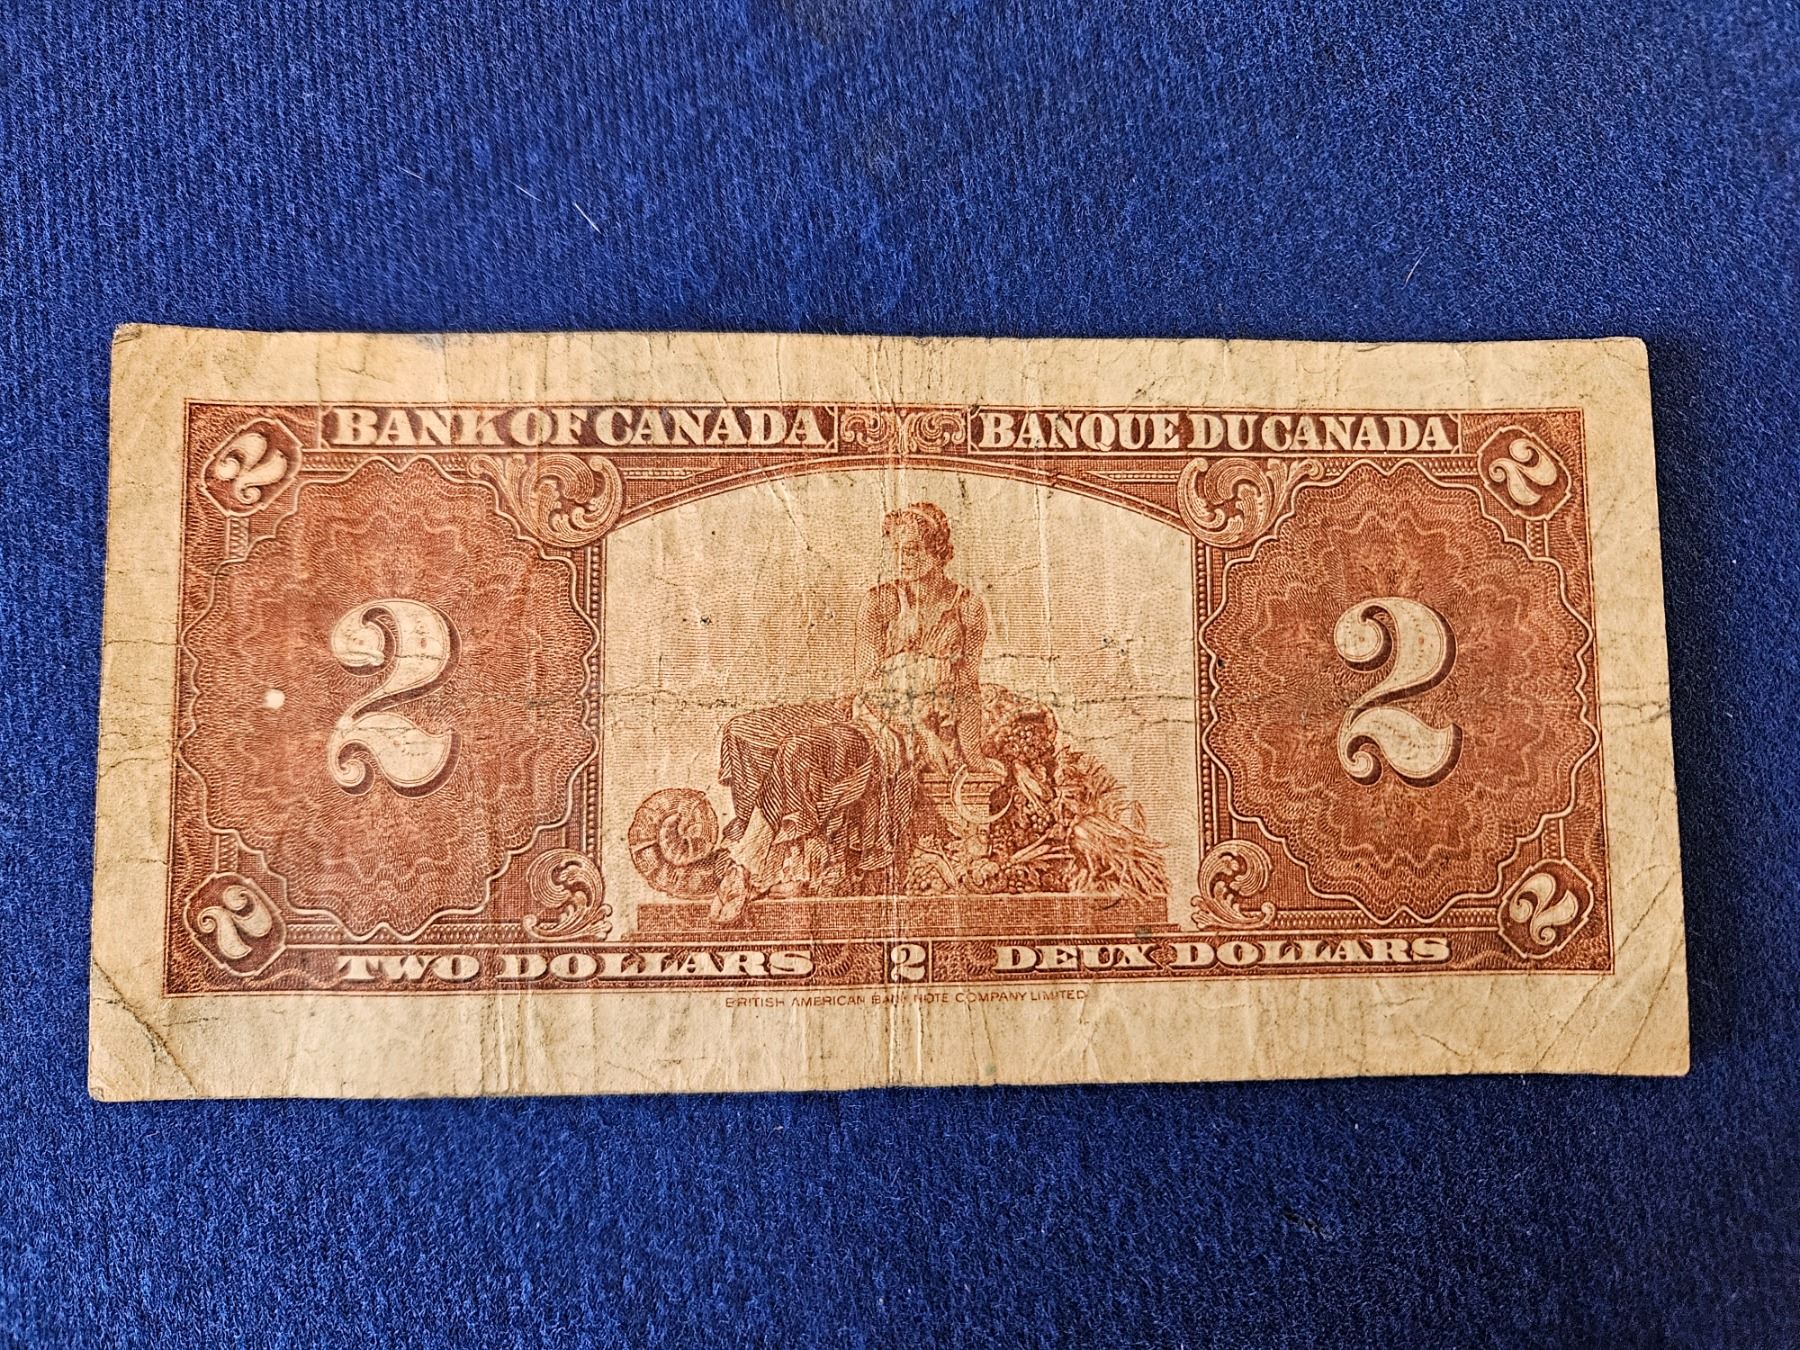 2 BANK OF CANADA BANQUE DU CANADA 2
2 2
2 TWO DOLLARS 2 DEUX DOLLARS 2
BRITISH AMERICAN BANK NOTE COMPANY LIMITED